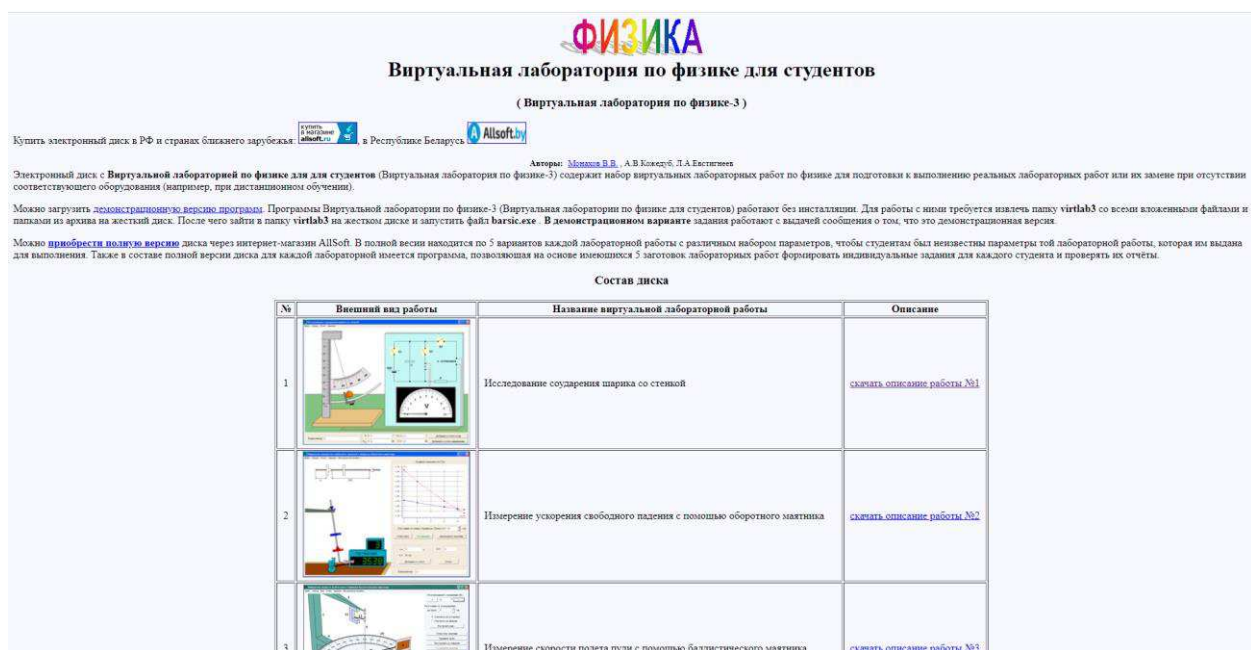 ФИЗИКА
Виртуальная лаборатория по физике для студентов
( Виртуальная лаборатория по физике-3 )
Купить электронный диск в РФ и странах ближнего зарубежья: купить в магазине allsoft.ru , в Республике Беларусь Allsoft.by
Авторы: Монахов В.В. , А.В.Кожедуб, Л.А.Евстигнеев
Электронный диск с Виртуальной лабораторией по физике для для студентов (Виртуальная лаборатория по физике-3) содержит набор виртуальных лабораторных работ по физике для подготовки к выполнению реальных лабораторных работ или их замене при отсутствии
соответствующего оборудования (например, при дистанционном обучении).
Можно загрузить демонстрационную версию программ. Программы Виртуальной лаборатории по физике-3 (Виртуальная лаборатории по физике для студентов) работают без инсталляции. Для работы с ними требуется извлечь папку virtlab3 со всеми вложенными файлами и
папками из архива на жесткий диск. После чего зайти в папку virtlab3 на жестком диске и запустить файл barsic.exe . В демонстрационном варианте задания работают с выдачей сообщения о том, что это демонстрационная версия.
Можно приобрести полную версию диска через интернет-магазин AllSoft. В полной весии находится по 5 вариантов каждой лабораторной работы с различным набором параметров, чтобы студентам был неизвестны параметры той лабораторной работы, которая им выдана
для выполнения. Также в составе полной версии диска для каждой лабораторной имеется программа, позволяющая на основе имеющихся 5 заготовок лабораторных работ формировать индивидуальные задания для каждого студента и проверять их отчёты.
Состав диска
№ Внешний вид работы Название виртуальной лабораторной работы Описание
1 Исследование соударения шарика со стенкой скачать описание работы №1
2 Измерение ускорения свободного падения с помощью оборотного маятника скачать описание работы №2
3 Измерение скорости полета пули с помощью баллистического маятника скачать описание работы №3